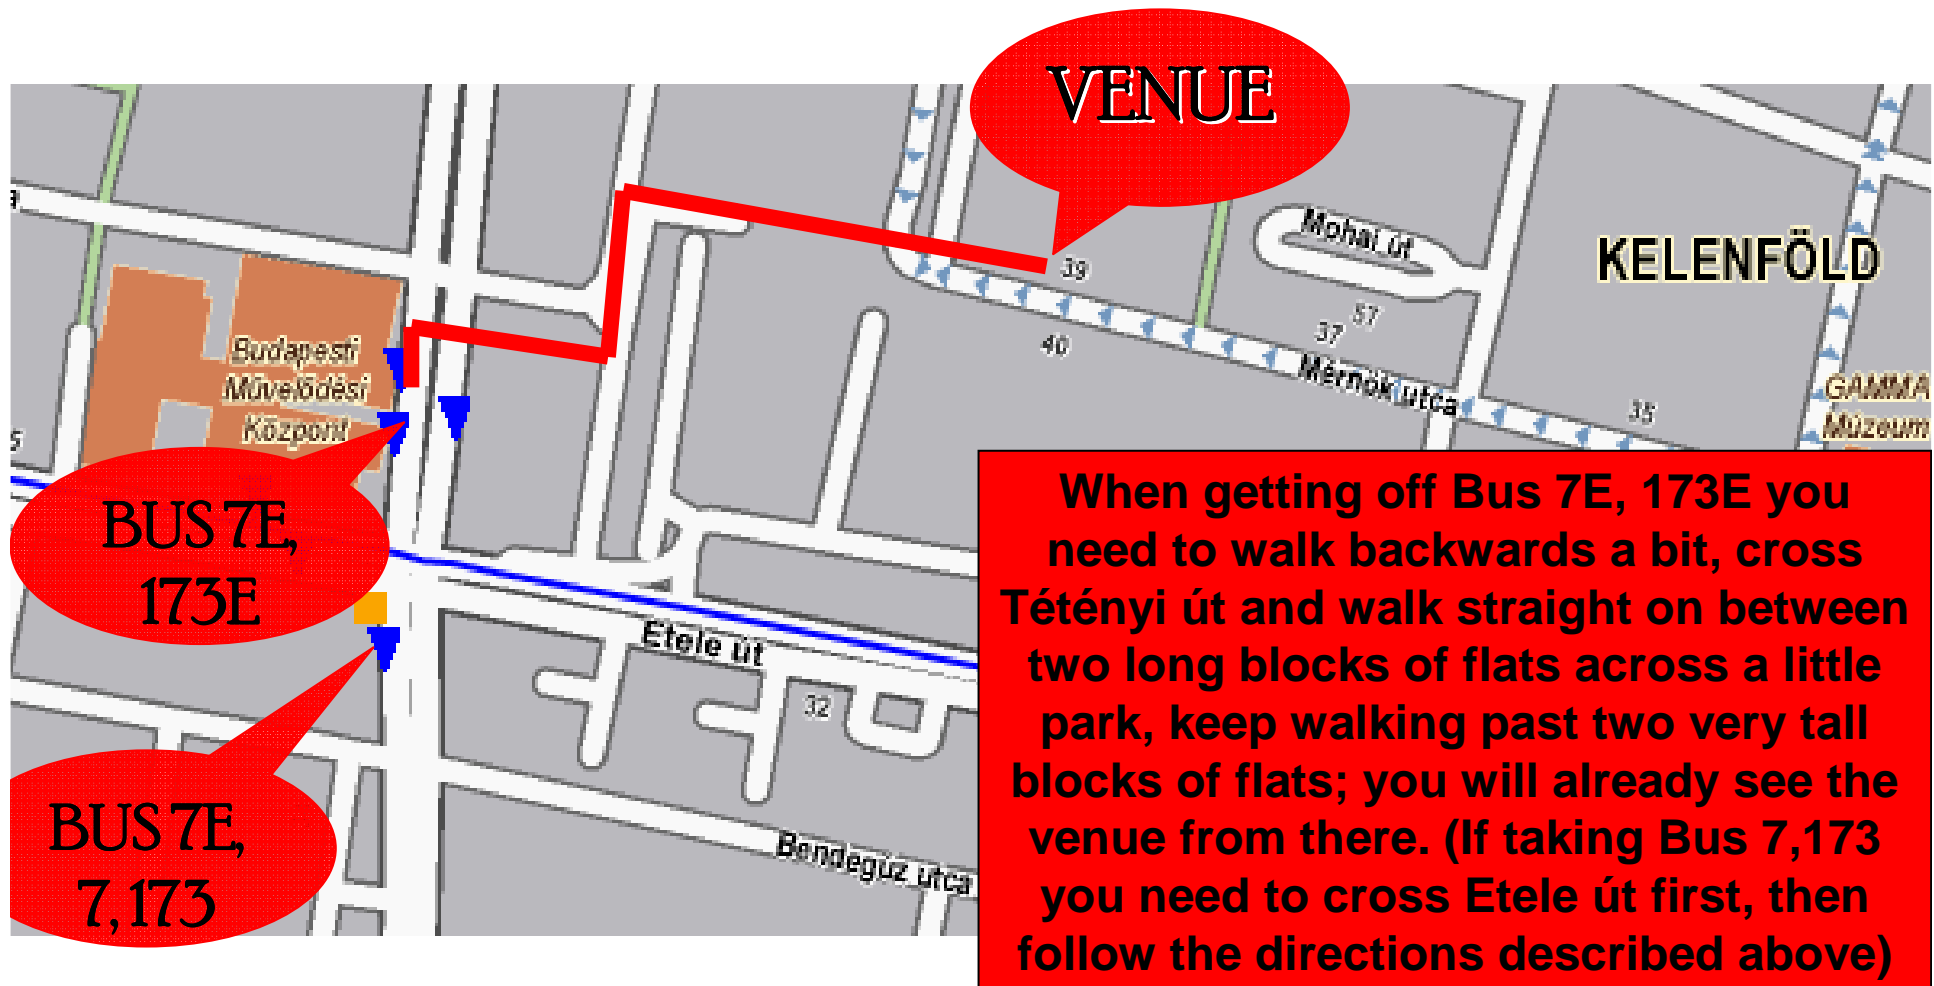 VENUE
a
Mohai út
KELENFÖLD
39
57
37
40
Mérnök utca
35
GAMMA
Múzeum
Budapesti
Művelődési
Központ
5
BUS 7E,
173E
Etele út
32
BUS 7E,
7, 173
Bendegúz utca
When getting off Bus 7E, 173E you
need to walk backwards a bit, cross
Tétényi út and walk straight on between
two long blocks of flats across a little
park, keep walking past two very tall
blocks of flats; you will already see the
venue from there. (If taking Bus 7,173
you need to cross Etele út first, then
follow the directions described above)